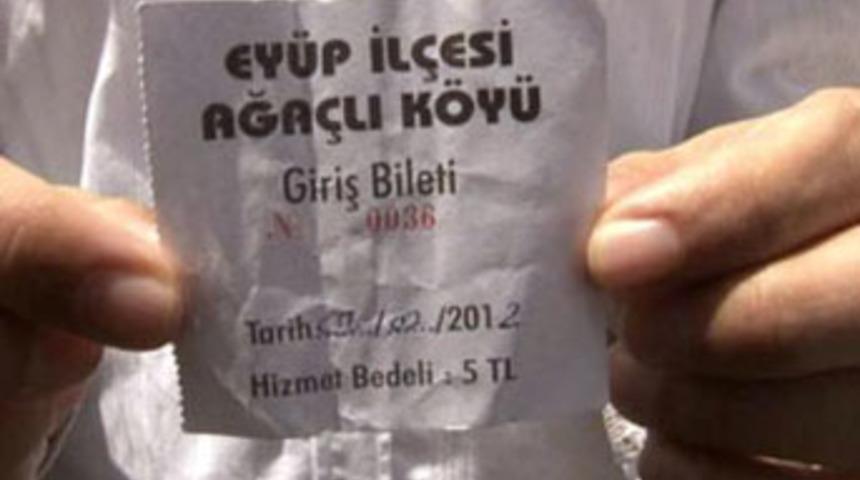 EYÜP İLÇESİ
AĞAÇLI KÖYÜ
Giriş Bileti
N 0036
Tarih /2012
Hizmet Bedeli : 5 TL